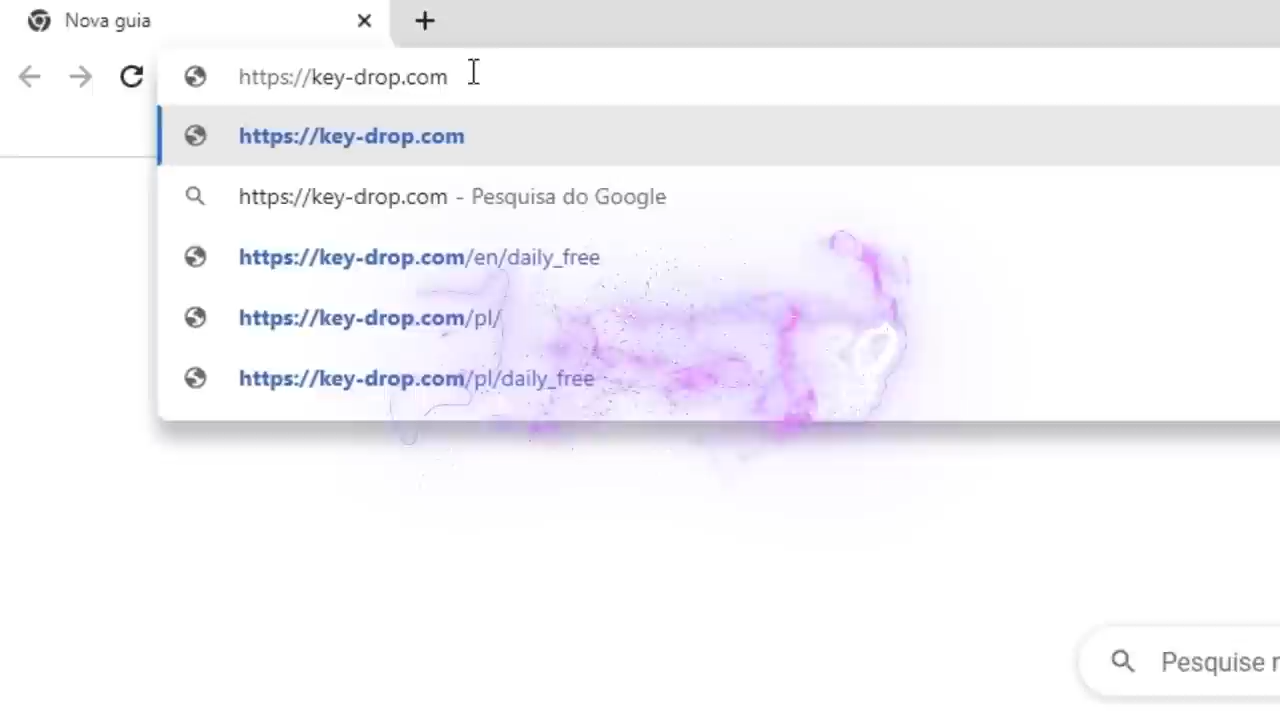 Nova guia
https://key-drop.com
https://key-drop.com
https://key-drop.com - Pesquisa do Google
https://key-drop.com/en/daily_free
https://key-drop.com/pl/
https://key-drop.com/pl/daily_free
Pesquise